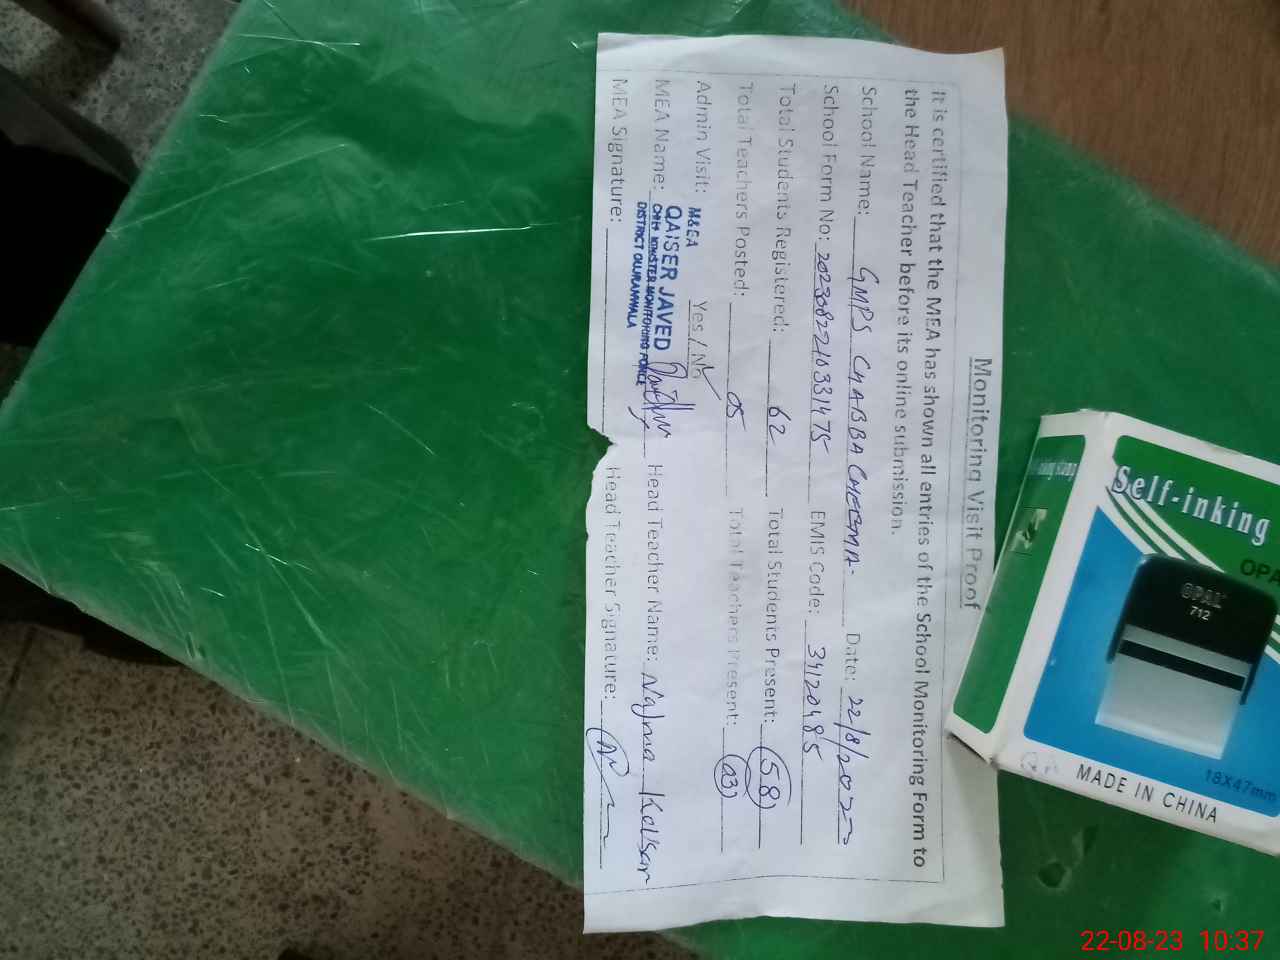 Monitoring Visit Proof
It is certified that the MEA has shown all entries of the School Monitoring Form to
the Head Teacher before its online submission.
School Name: GMPS CHABBA CHEEMA. Date: 22/8/2023
School Form No: 2023082210331475 EMIS Code: 34120485
Total Students Registered: 62 Total Students Present: 58
Total Teachers Posted: 05 Total Teachers Present: 03
Admin Visit: Yes / No
M&EA
MEA Name: QAISER JAVED Head Teacher Name: Najma Kousar
CHIEF MINISTER MONITORING FORCE
DISTRICT GUJRANWALA
MEA Signature: Head Teacher Signature:
Self-inking
OPAL
712
18X47mm
MADE IN CHINA
22-08-23 10:37